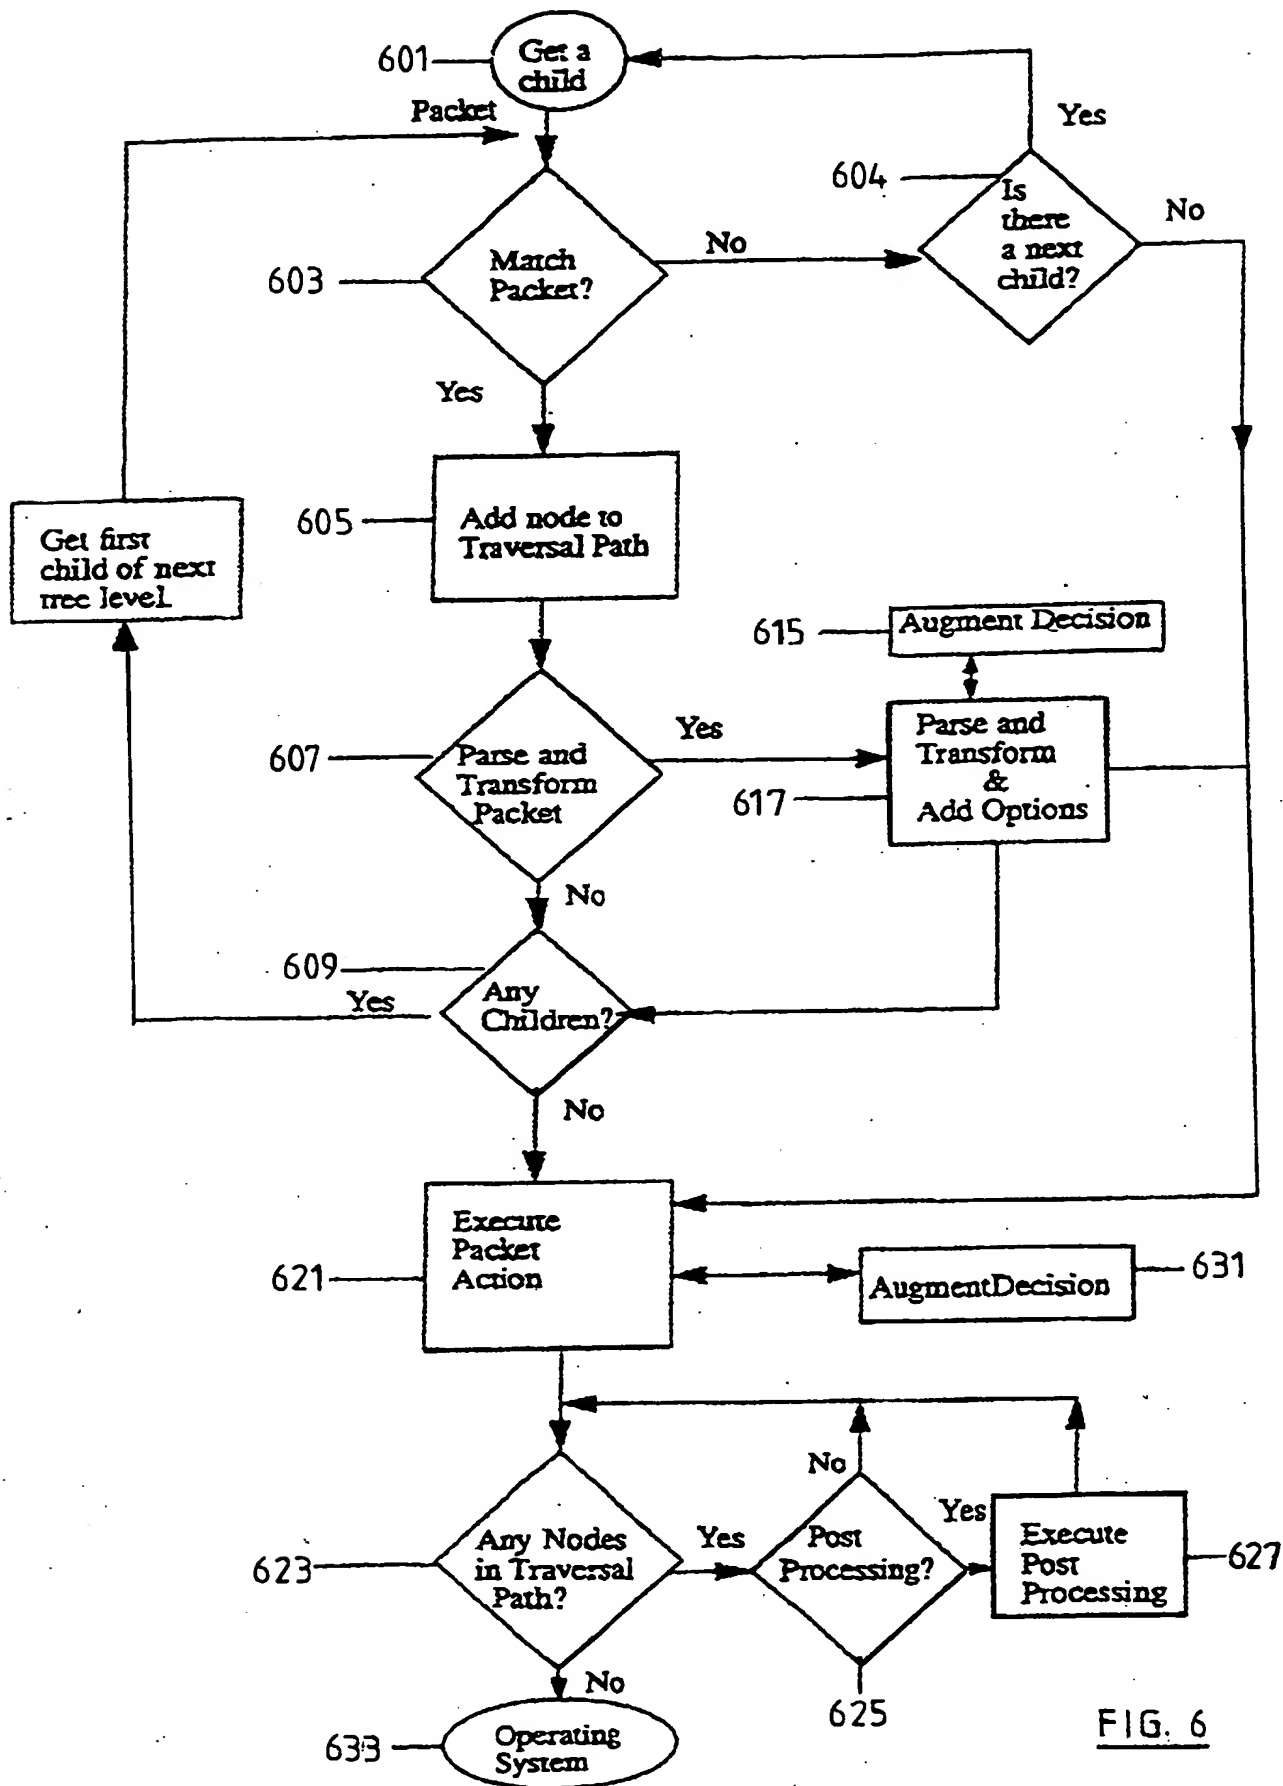 601
Get a
child
Packet
Yes
604
Is
there
a next
child?
No
603
Match
Packet?
No
Yes
605
Add node to
Traversal Path
Get first
child of next
tree level.
615
Augment Decision
607
Parse and
Transform
Packet
Yes
617
Parse and
Transform
&
Add Options
No
609
Yes
Any
Children?
No
621
Execute
Packet
Action
AugmentDecision
631
No
623
Any Nodes
in Traversal
Path?
Yes
Post
Processing?
Yes
Execute
Post
Processing
627
No
625
633
Operating
System
FIG. 6